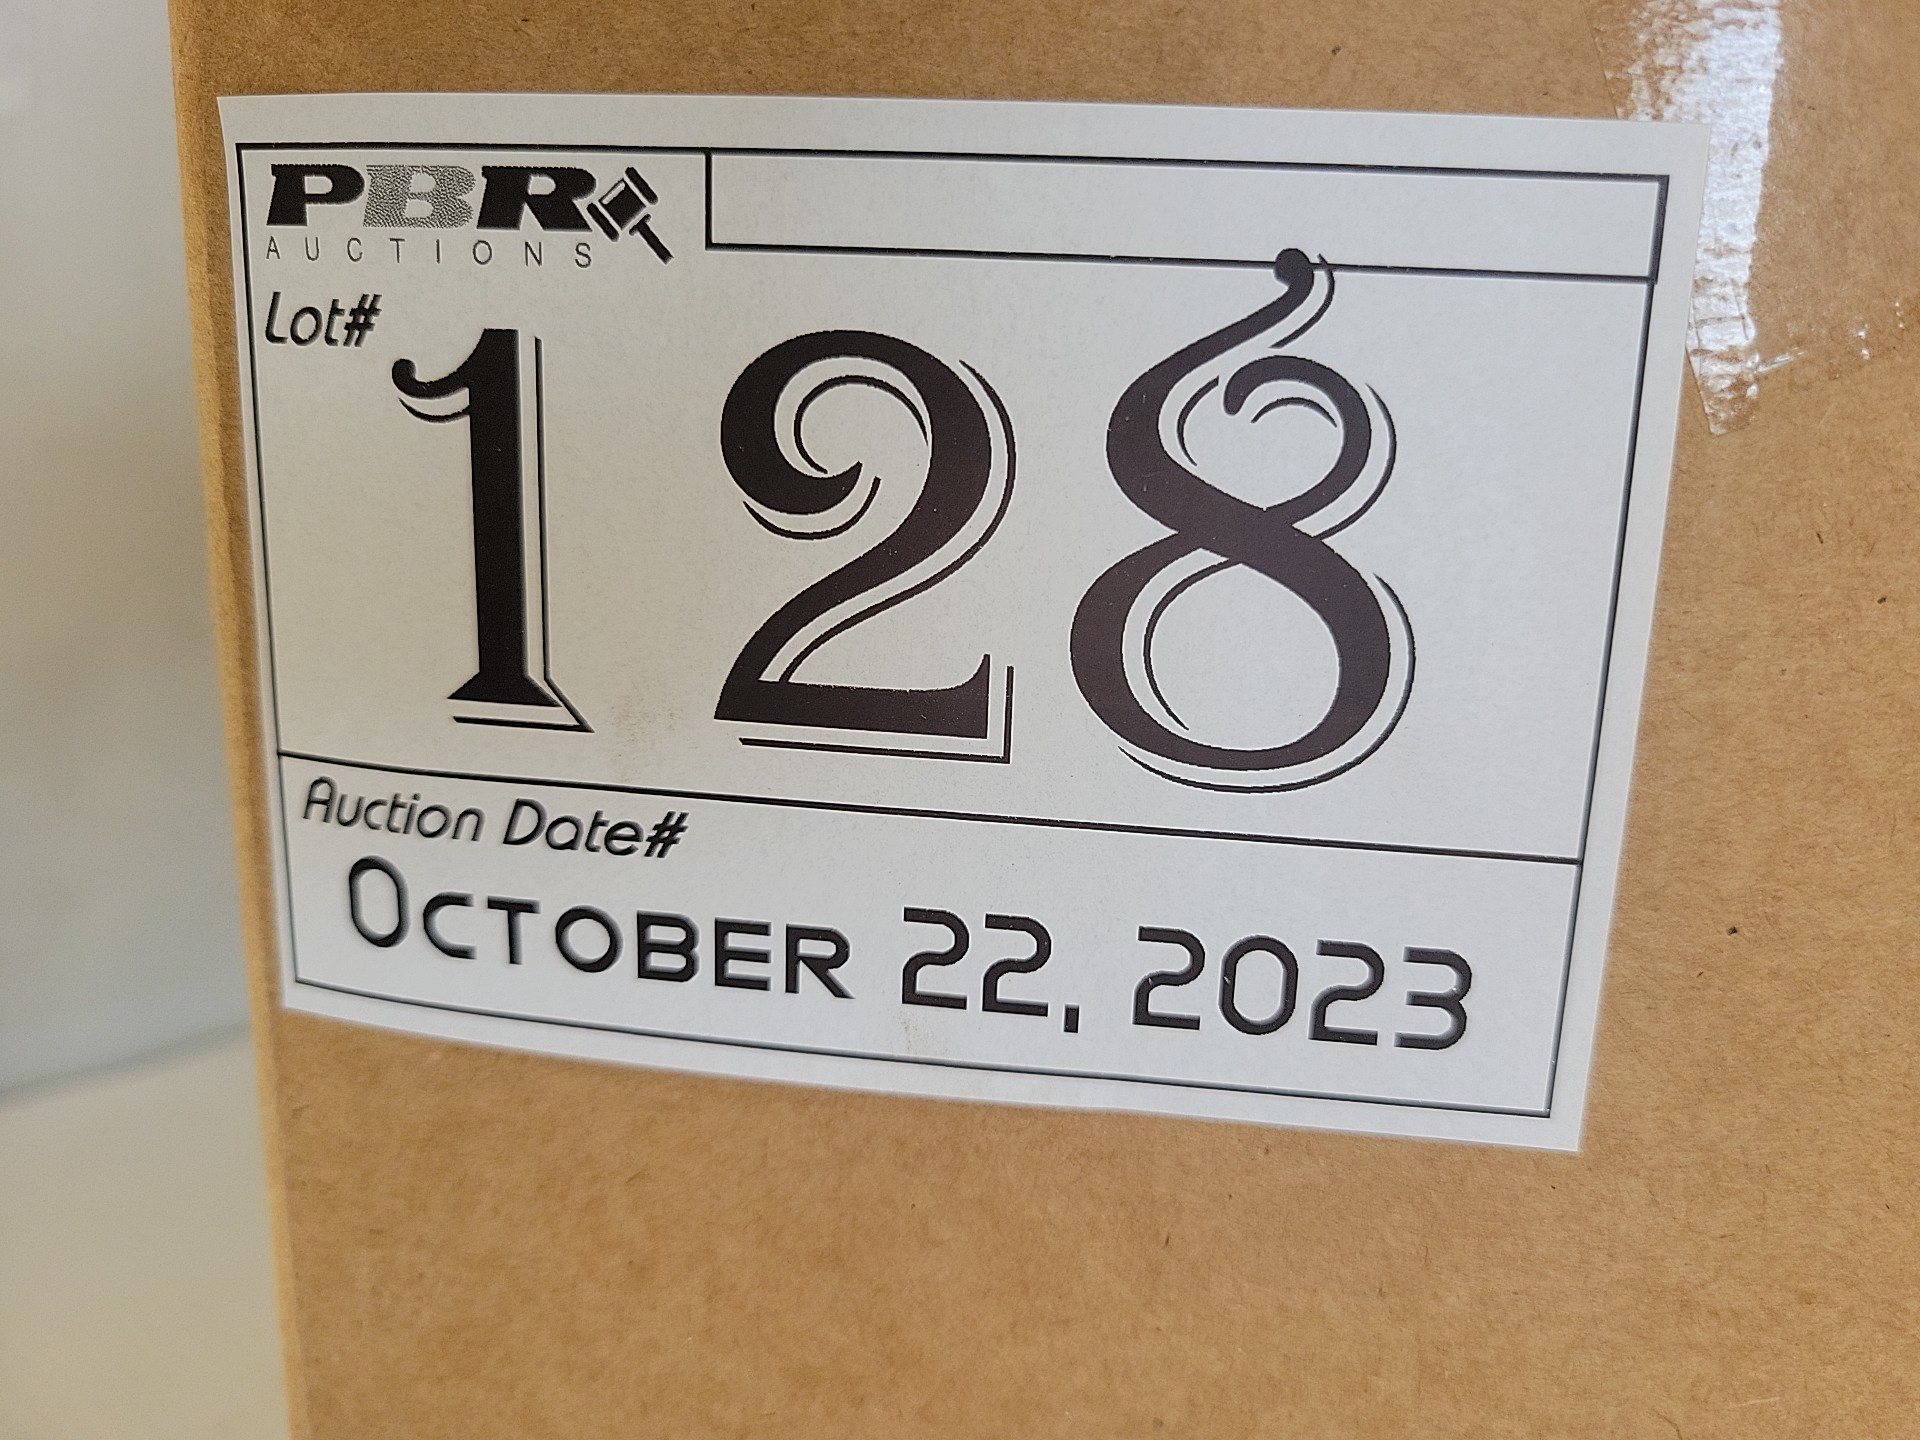 PBR
AUCTIONS
Lot#
128
Auction Date#
October 22, 2023